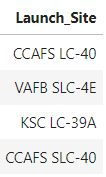 Launch_Site
CCAFS LC-40
VAFB SLC-4E
KSC LC-39A
CCAFS SLC-40